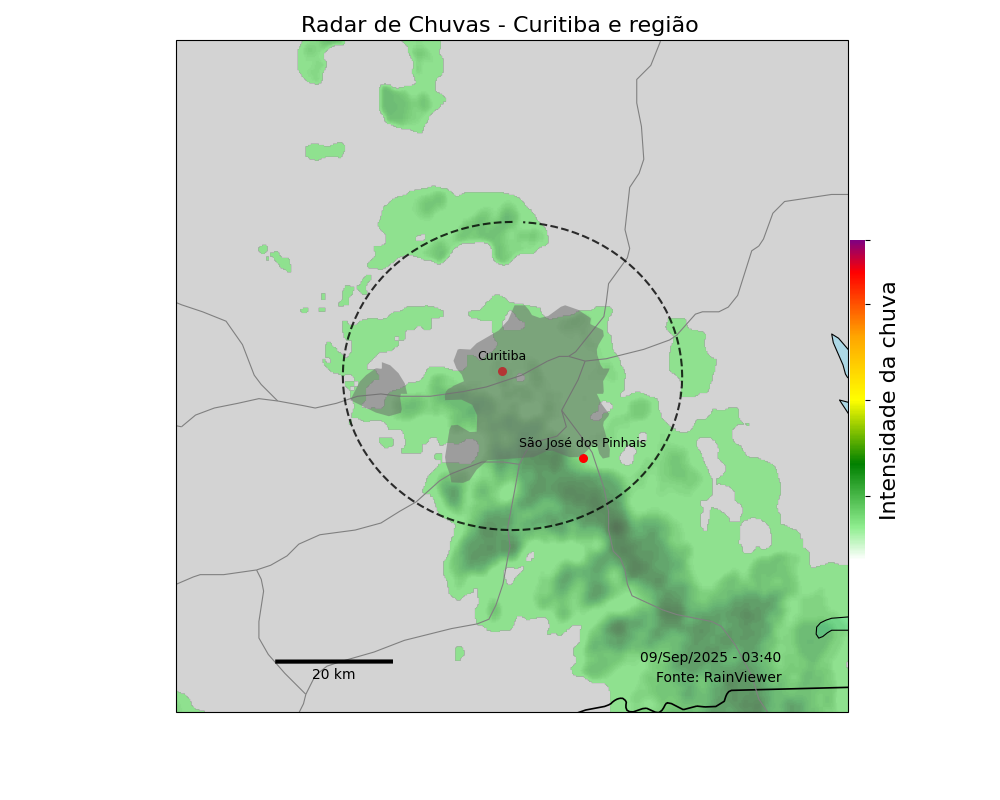 Radar de Chuvas - Curitiba e região
Curitiba
São José dos Pinhais
Intensidade da chuva
09/Sep/2025 - 03:40
Fonte: RainViewer
20 km